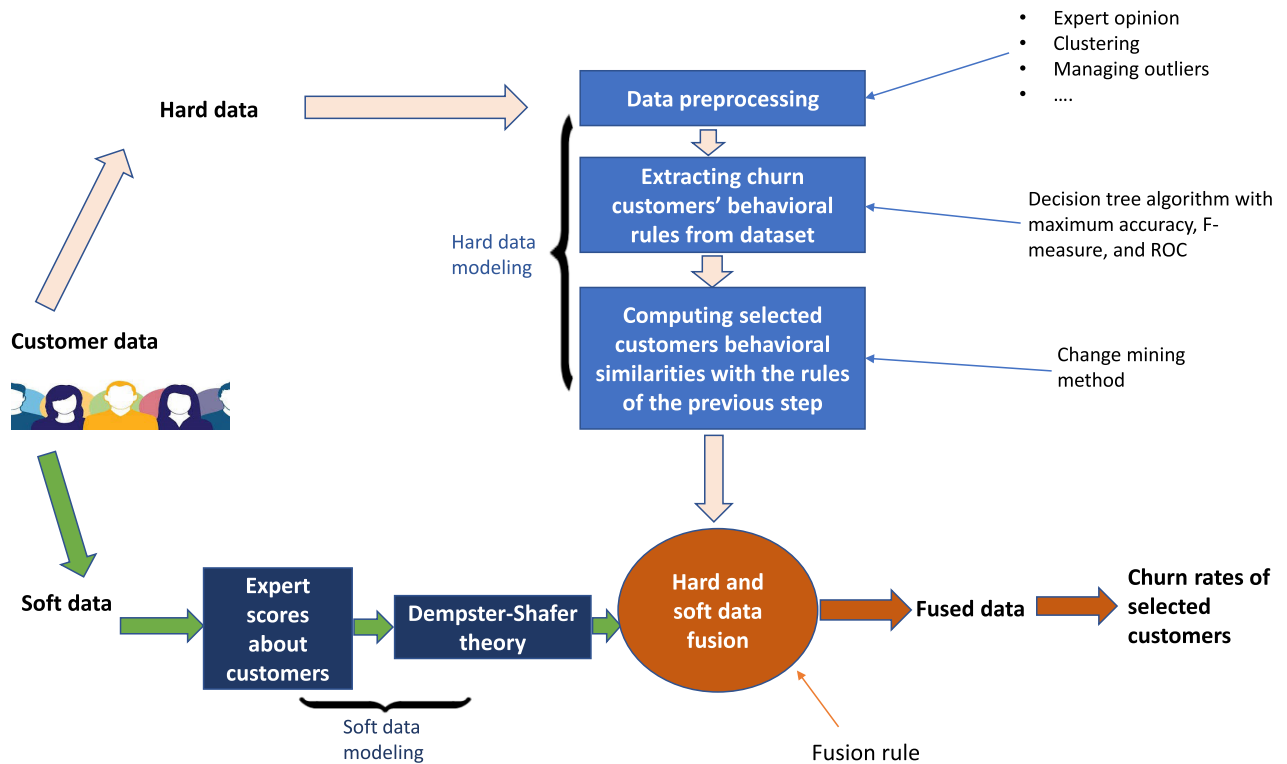 • Expert opinion
• Clustering
• Managing outliers
• ….
Hard data
Data preprocessing
Extracting churn
customers’ behavioral
rules from dataset
Decision tree algorithm with
maximum accuracy, F-
measure, and ROC
Hard data
modeling
Computing selected
customers behavioral
similarities with the rules
of the previous step
Change mining
method
Customer data
Soft data
Expert
scores
about
customers
Dempster-Shafer
theory
Hard and
soft data
fusion
Fused data
Churn rates of
selected
customers
Soft data
modeling
Fusion rule